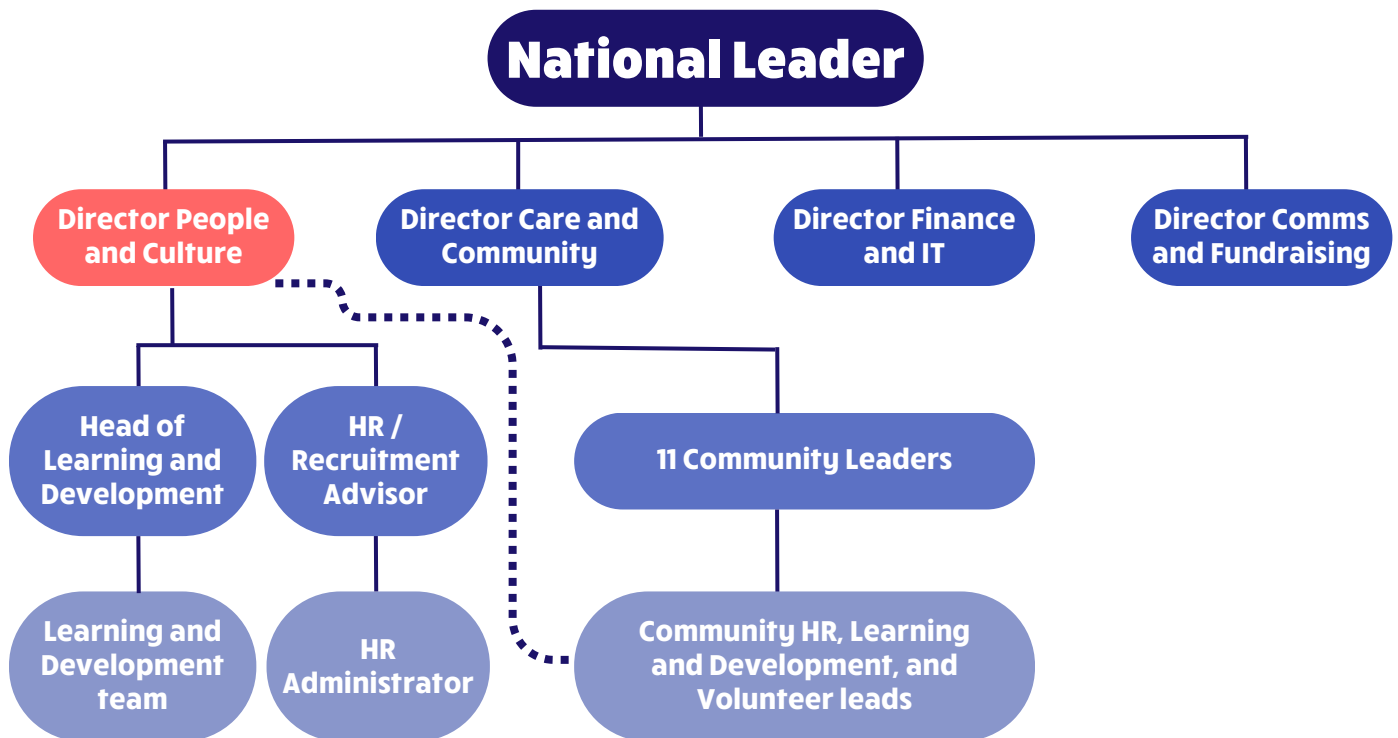 National Leader
Director People
and Culture
Director Care and
Community
Director Finance
and IT
Director Comms
and Fundraising
Head of
Learning and
Development
HR /
Recruitment
Advisor
11 Community Leaders
Learning and
Development
team
HR
Administrator
Community HR, Learning
and Development, and
Volunteer leads